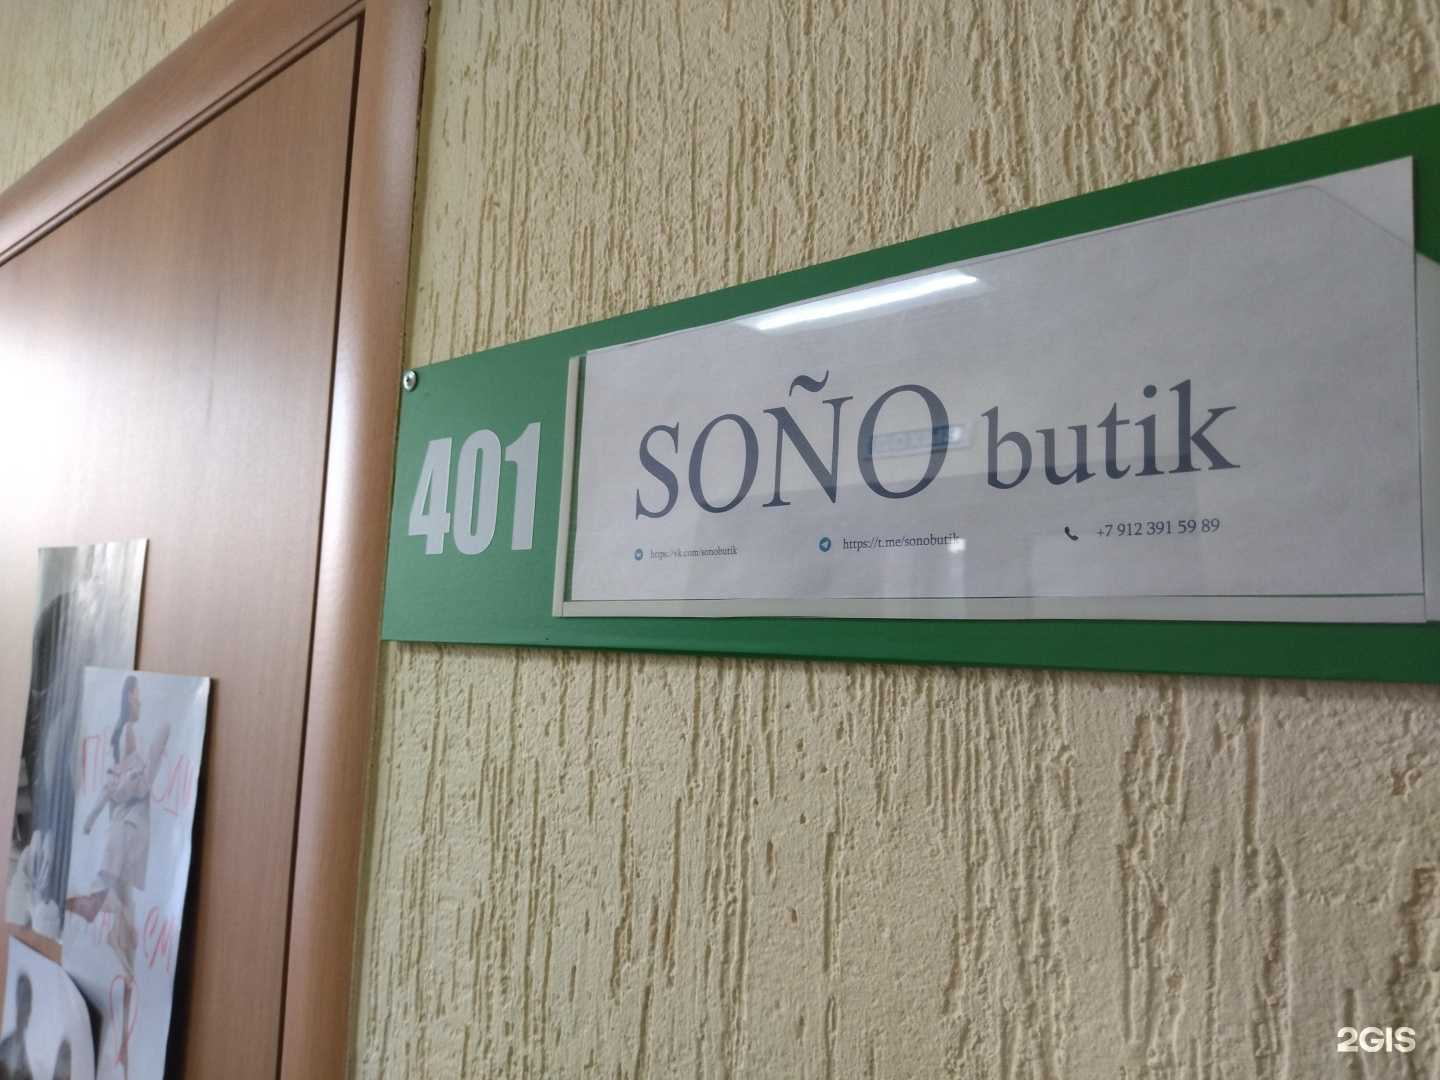 401
SOÑO butik
https://vk.com/sonobutik
https://t.me/sonobutik
+7 912 391 59 89
2GIS